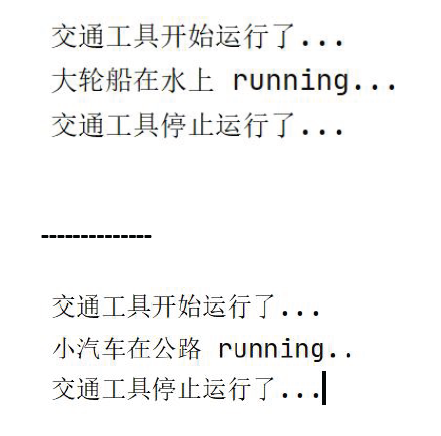 交通工具开始运行了...
大轮船在水上 running...
交通工具停止运行了...
--------------
交通工具开始运行了...
小汽车在公路 running..
交通工具停止运行了...